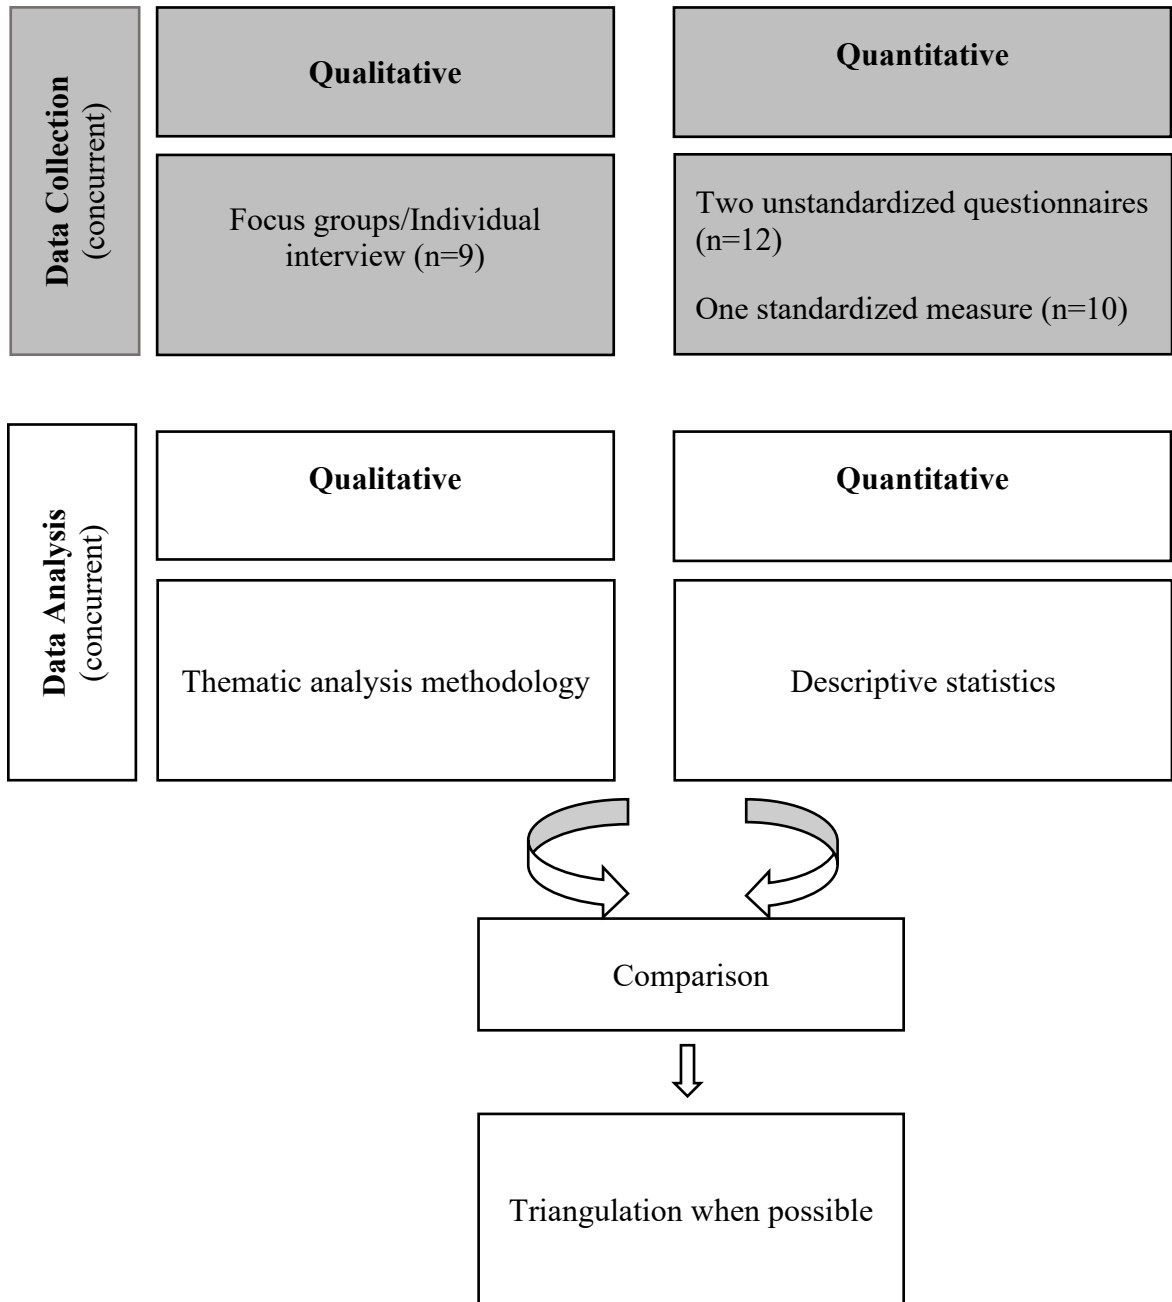 Data Collection
(concurrent)
Qualitative
Quantitative
Focus groups/Individual
interview (n=9)
Two unstandardized questionnaires
(n=12)
One standardized measure (n=10)
Data Analysis
(concurrent)
Qualitative
Quantitative
Thematic analysis methodology
Descriptive statistics
Comparison
Triangulation when possible